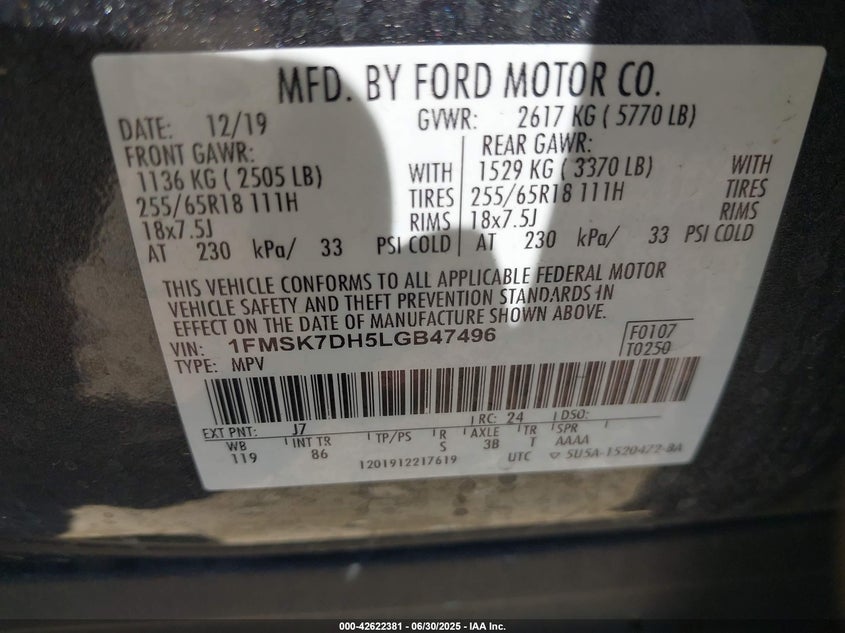 MFD. BY FORD MOTOR CO.
DATE: 12/19 GVWR: 2617 KG ( 5770 LB)
FRONT GAWR: REAR GAWR:
1136 KG ( 2505 LB) WITH 1529 KG ( 3370 LB) WITH
255/65R18 111H TIRES 255/65R18 111H TIRES
18x7.5J RIMS 18x7.5J RIMS
AT 230 kPa/ 33 PSI COLD AT 230 kPa/ 33 PSI COLD
THIS VEHICLE CONFORMS TO ALL APPLICABLE FEDERAL MOTOR
VEHICLE SAFETY AND THEFT PREVENTION STANDARDS IN
EFFECT ON THE DATE OF MANUFACTURE SHOWN ABOVE.
VIN: 1FMSK7DH5LGB47496 F0107
TYPE: MPV T0250
EXT PNT: J7 RC: 24 DSO:
WB INT TR TP/PS R AXLE TR SPR
119 86 S 3B T AAAA
1201912217619 UTC ▽ 5U5A-1520472-BA
000-42622381 - 06/30/2025 - IAA Inc.